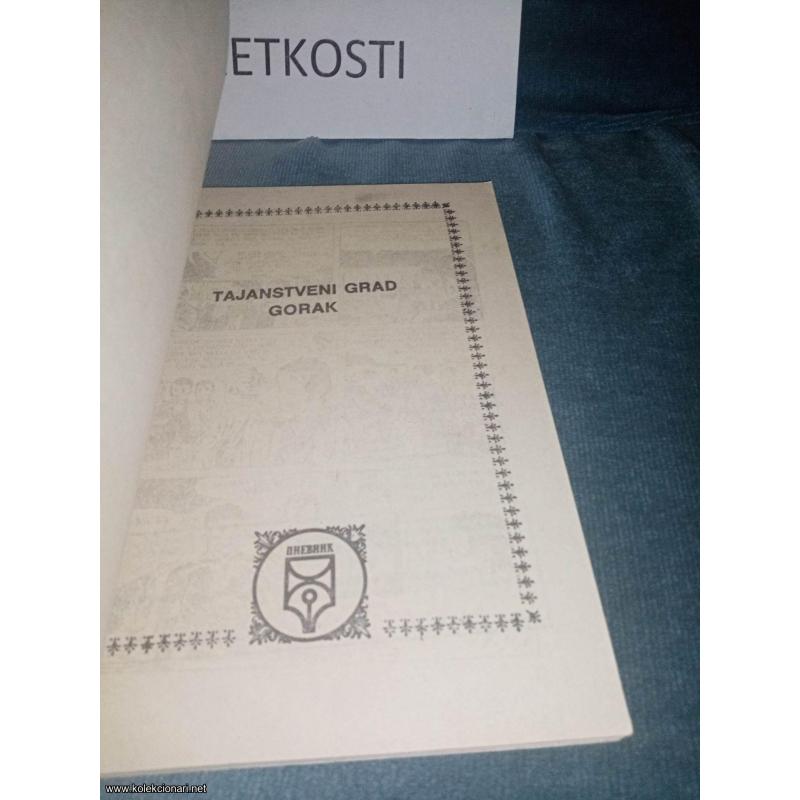 ETKOSTI
TAJANSTVENI GRAD
GORAK
ДНЕВНИК
www.kolekcionari.net